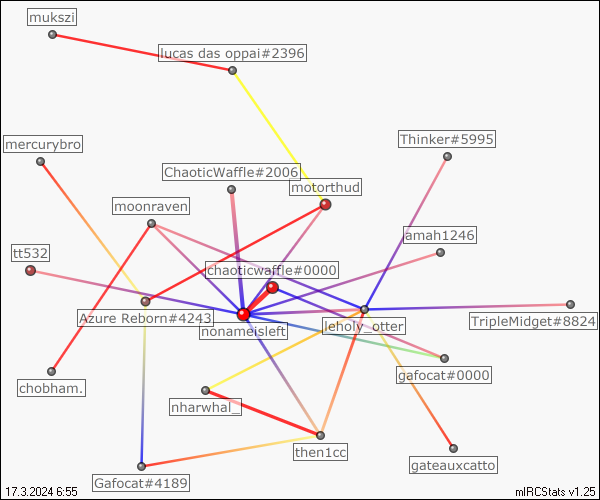 mukszi
lucas das oppai#2396
Thinker#5995
mercurybro
ChaoticWaffle#2006
motorthud
moonraven
amah1246
tt532
chaoticwaffle#0000
Azure Reborn#4243
nonameisleft
leholy_otter
TripleMidget#8824
gafocat#0000
chobham.
nharwhal_
then1cc
gateauxcatto
Gafocat#4189
17.3.2024 6:55
mIRCStats v1.25